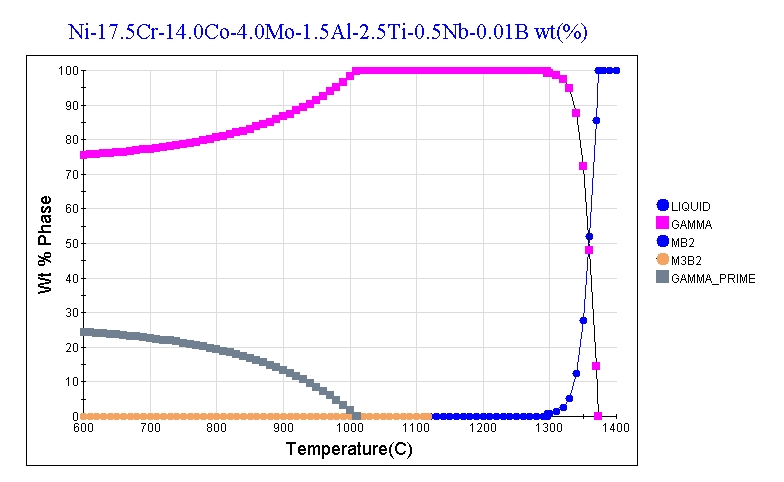 Ni-17.5Cr-14.0Co-4.0Mo-1.5Al-2.5Ti-0.5Nb-0.01B wt(%)
100
90
80
70
60
50
40
30
20
10
0
Wt % Phase
600 700 800 900 1000 1100 1200 1300 1400
Temperature(C)
LIQUID
GAMMA
MB2
M3B2
GAMMA_PRIME